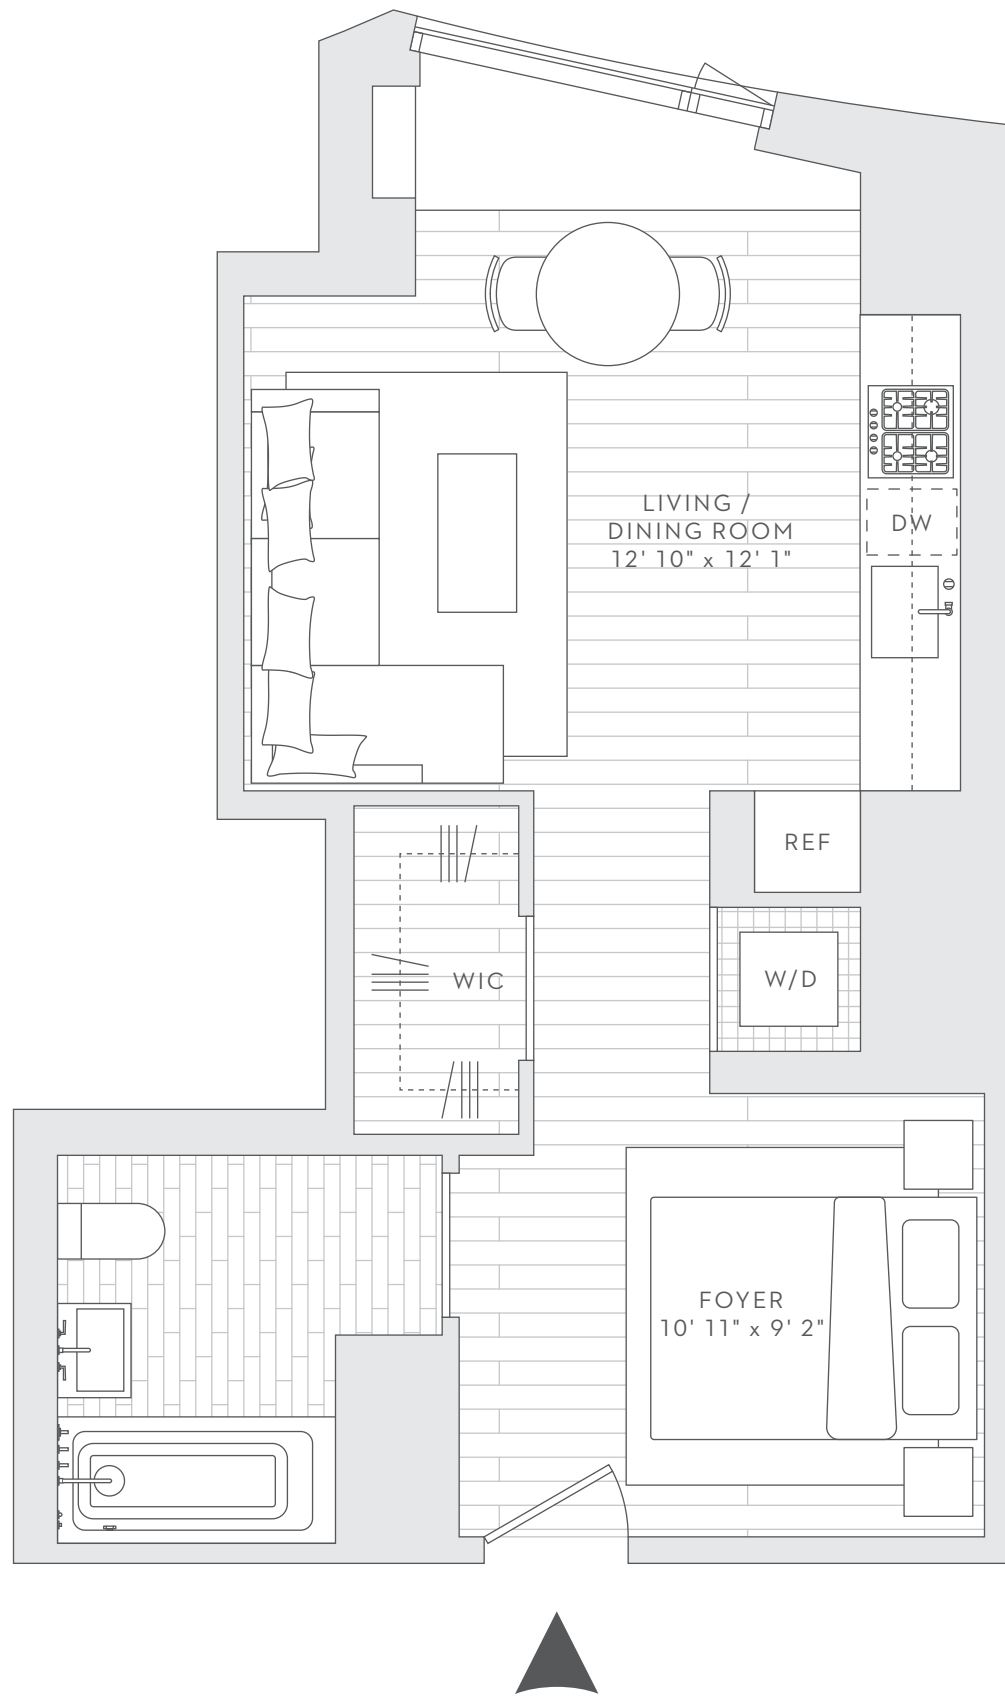 LIVING /
DINING ROOM
12' 10" x 12' 1"
DW
REF
WIC
W/D
FOYER
10' 11" x 9' 2"